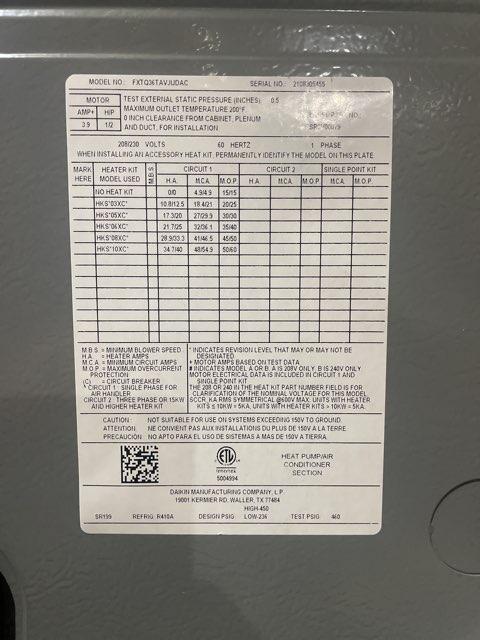 MODEL NO.: FXTQ36TAVJUDAC SERIAL NO.: 2108J05455
MOTOR
AMP+ H/P
3.9 1/2
TEST EXTERNAL STATIC PRESSURE (INCHES): 0.5
MAXIMUM OUTLET TEMPERATURE 200°F.
0 INCH CLEARANCE FROM CABINET, PLENUM
AND DUCT, FOR INSTALLATION
NO.
208/230 VOLTS 60 HERTZ 1 PHASE
WHEN INSTALLING AN ACCESSORY HEAT KIT, PERMANENTLY IDENTIFY THE MODEL ON THIS PLATE
MARK HERE HEATER KIT MODEL USED M.B.S. CIRCUIT 1 CIRCUIT 2 SINGLE POINT KIT
H.A. M.C.A. M.O.P H.A. M.C.A. M.O.P M.C.A. M.O.P.
NO HEAT KIT 0/0 4.9/4.9 15/15
HKS*03XC* 10.8/12.5 18.4/21 20/25
HKS*05XC* 17.3/20 27/29.9 30/30
HKS*06XC* 21.7/25 32/36.1 35/40
HKS*08XC* 28.9/33.3 41/46.5 45/50
HKS*10XC* 34.7/40 48/54.9 50/60
M.B.S. = MINIMUM BLOWER SPEED
H.A. = HEATER AMPS
M.C.A. = MINIMUM CIRCUIT AMPS
M.O.P. = MAXIMUM OVERCURRENT
PROTECTION
(C) = CIRCUIT BREAKER
CIRCUIT 1: SINGLE PHASE FOR
AIR HANDLER
CIRCUIT 2: THREE PHASE OR 15KW
AND HIGHER HEATER KIT
* INDICATES REVISION LEVEL THAT MAY OR MAY NOT BE
DESIGNATED
+ MOTOR AMPS BASED ON TEST DATA
# INDICATES MODEL A OR B. A IS 208V ONLY, B IS 240V ONLY
MOTOR ELECTRICAL DATA IS INCLUDED IN CIRCUIT 1 AND
SINGLE POINT KIT
THE 208 OR 240 IN THE HEAT KIT PART NUMBER FIELD IS FOR
CLARIFICATION OF THE NOMINAL VOLTAGE FOR THIS MODEL
SCCR, KA RMS SYMMETRICAL @600V MAX. UNITS WITH HEATER
KITS ≤ 10KW = 5KA. UNITS WITH HEATER KITS > 10KW = 5KA.
CAUTION: NOT SUITABLE FOR USE ON SYSTEMS EXCEEDING 150V TO GROUND.
ATTENTION: NE CONVIENT PAS AUX INSTALLATIONS DU PLUS DE 150V A LA TERRE.
PRECAUCIÓN: NO APTO PARA EL USO DE SISTEMAS A MAS DE 150V A TIERRA.
ETL
Intertek
5004994
HEAT PUMP/AIR
CONDITIONER
SECTION
DAIKIN MANUFACTURING COMPANY, L.P.
19001 KERMIER RD, WALLER, TX 77484
HIGH-450
SR199 REFRIG. R410A DESIGN PSIG LOW-236 TEST PSIG 460